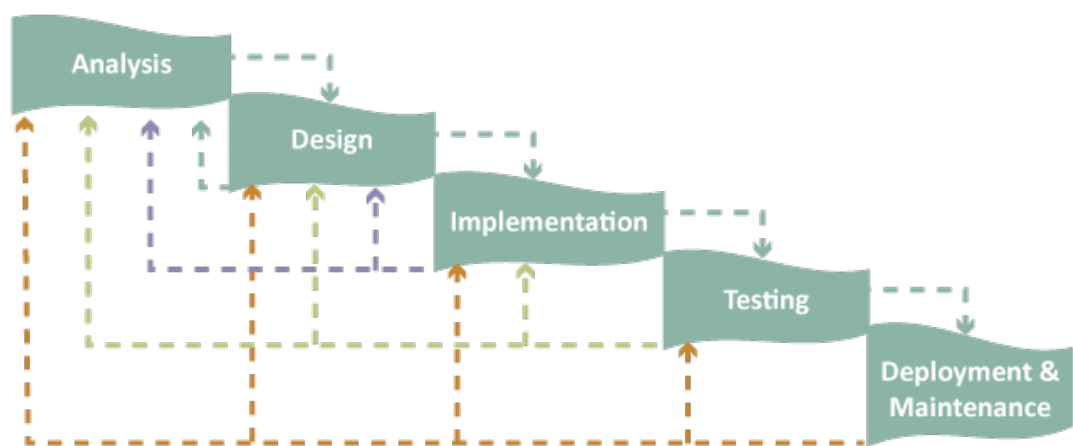 Analysis
Design
Implementation
Testing
Deployment &
Maintenance